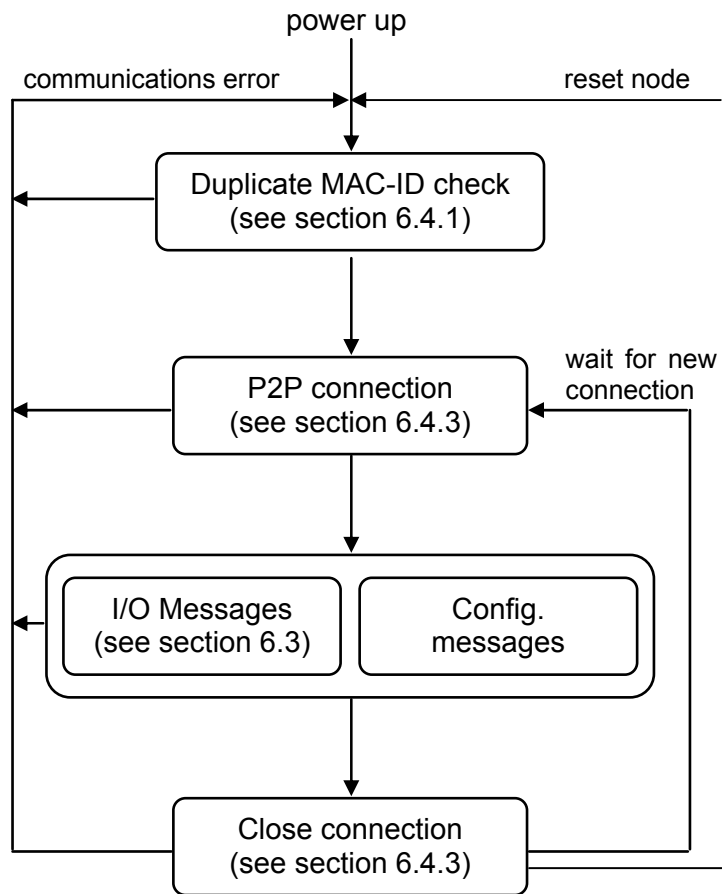 power up
communications error
reset node
Duplicate MAC-ID check
(see section 6.4.1)
wait for new
connection
P2P connection
(see section 6.4.3)
I/O Messages
(see section 6.3)
Config.
messages
Close connection
(see section 6.4.3)